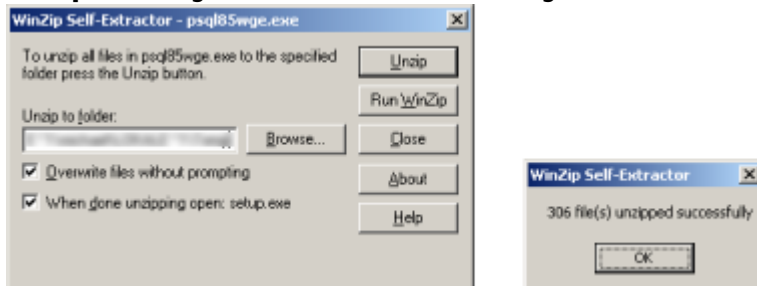 WinZip Self-Extractor - psql85wge.exe
To unzip all files in psql85wge.exe to the specified
folder press the Unzip button.
Unzip to folder:
Browse...
Overwrite files without prompting
When done unzipping open: setup.exe
Unzip
Run WinZip
Close
About
Help
WinZip Self-Extractor
306 file(s) unzipped successfully
OK